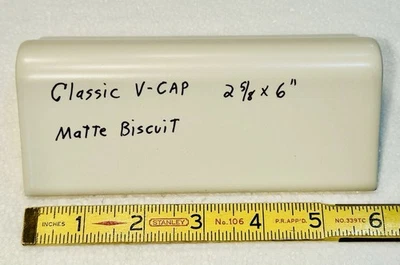 Classic V-CAP 2 5/8 x 6"
Matte Biscuit
INCHES 1 2 STANLEY 3 No. 106 4 P.R. APP'D. 5 NO. 339TC 6